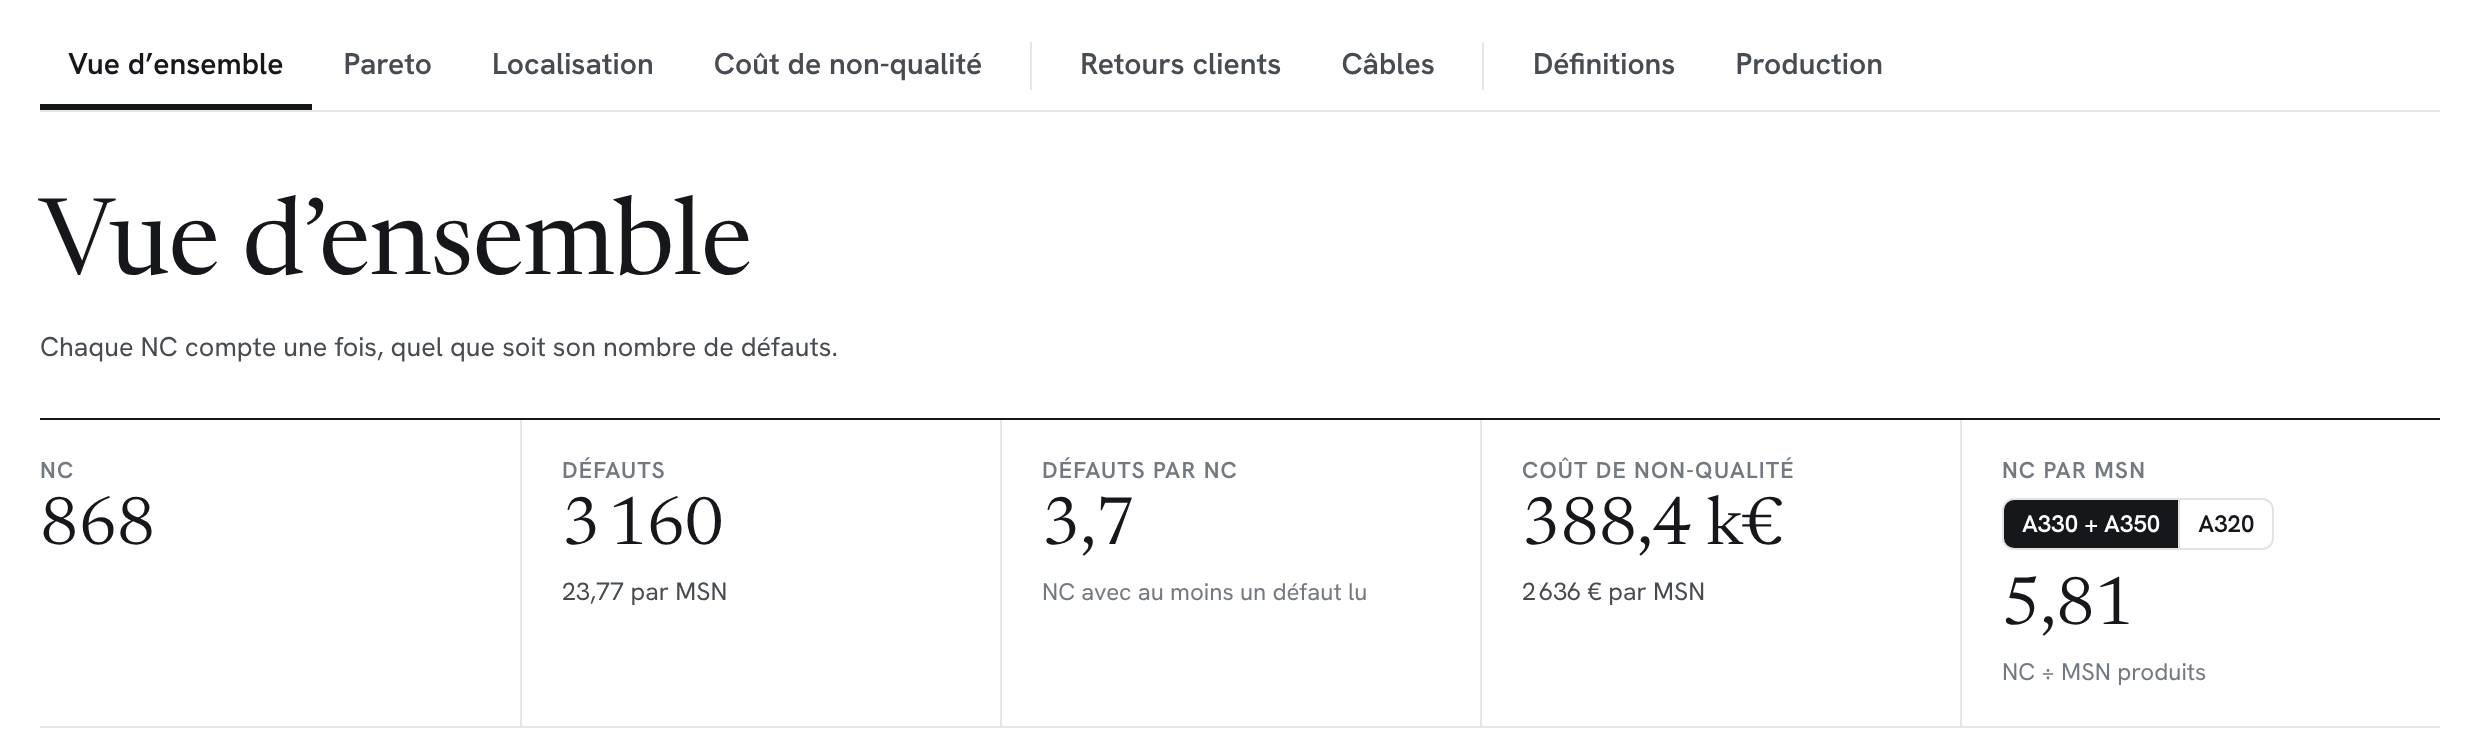 Vue d’ensemble Pareto Localisation Coût de non-qualité Retours clients Câbles Définitions Production
Vue d’ensemble
Chaque NC compte une fois, quel que soit son nombre de défauts.
NC
868
DÉFAUTS
3 160
23,77 par MSN
DÉFAUTS PAR NC
3,7
NC avec au moins un défaut lu
COÛT DE NON-QUALITÉ
388,4 k€
2 636 € par MSN
NC PAR MSN
A330 + A350 A320
5,81
NC ÷ MSN produits